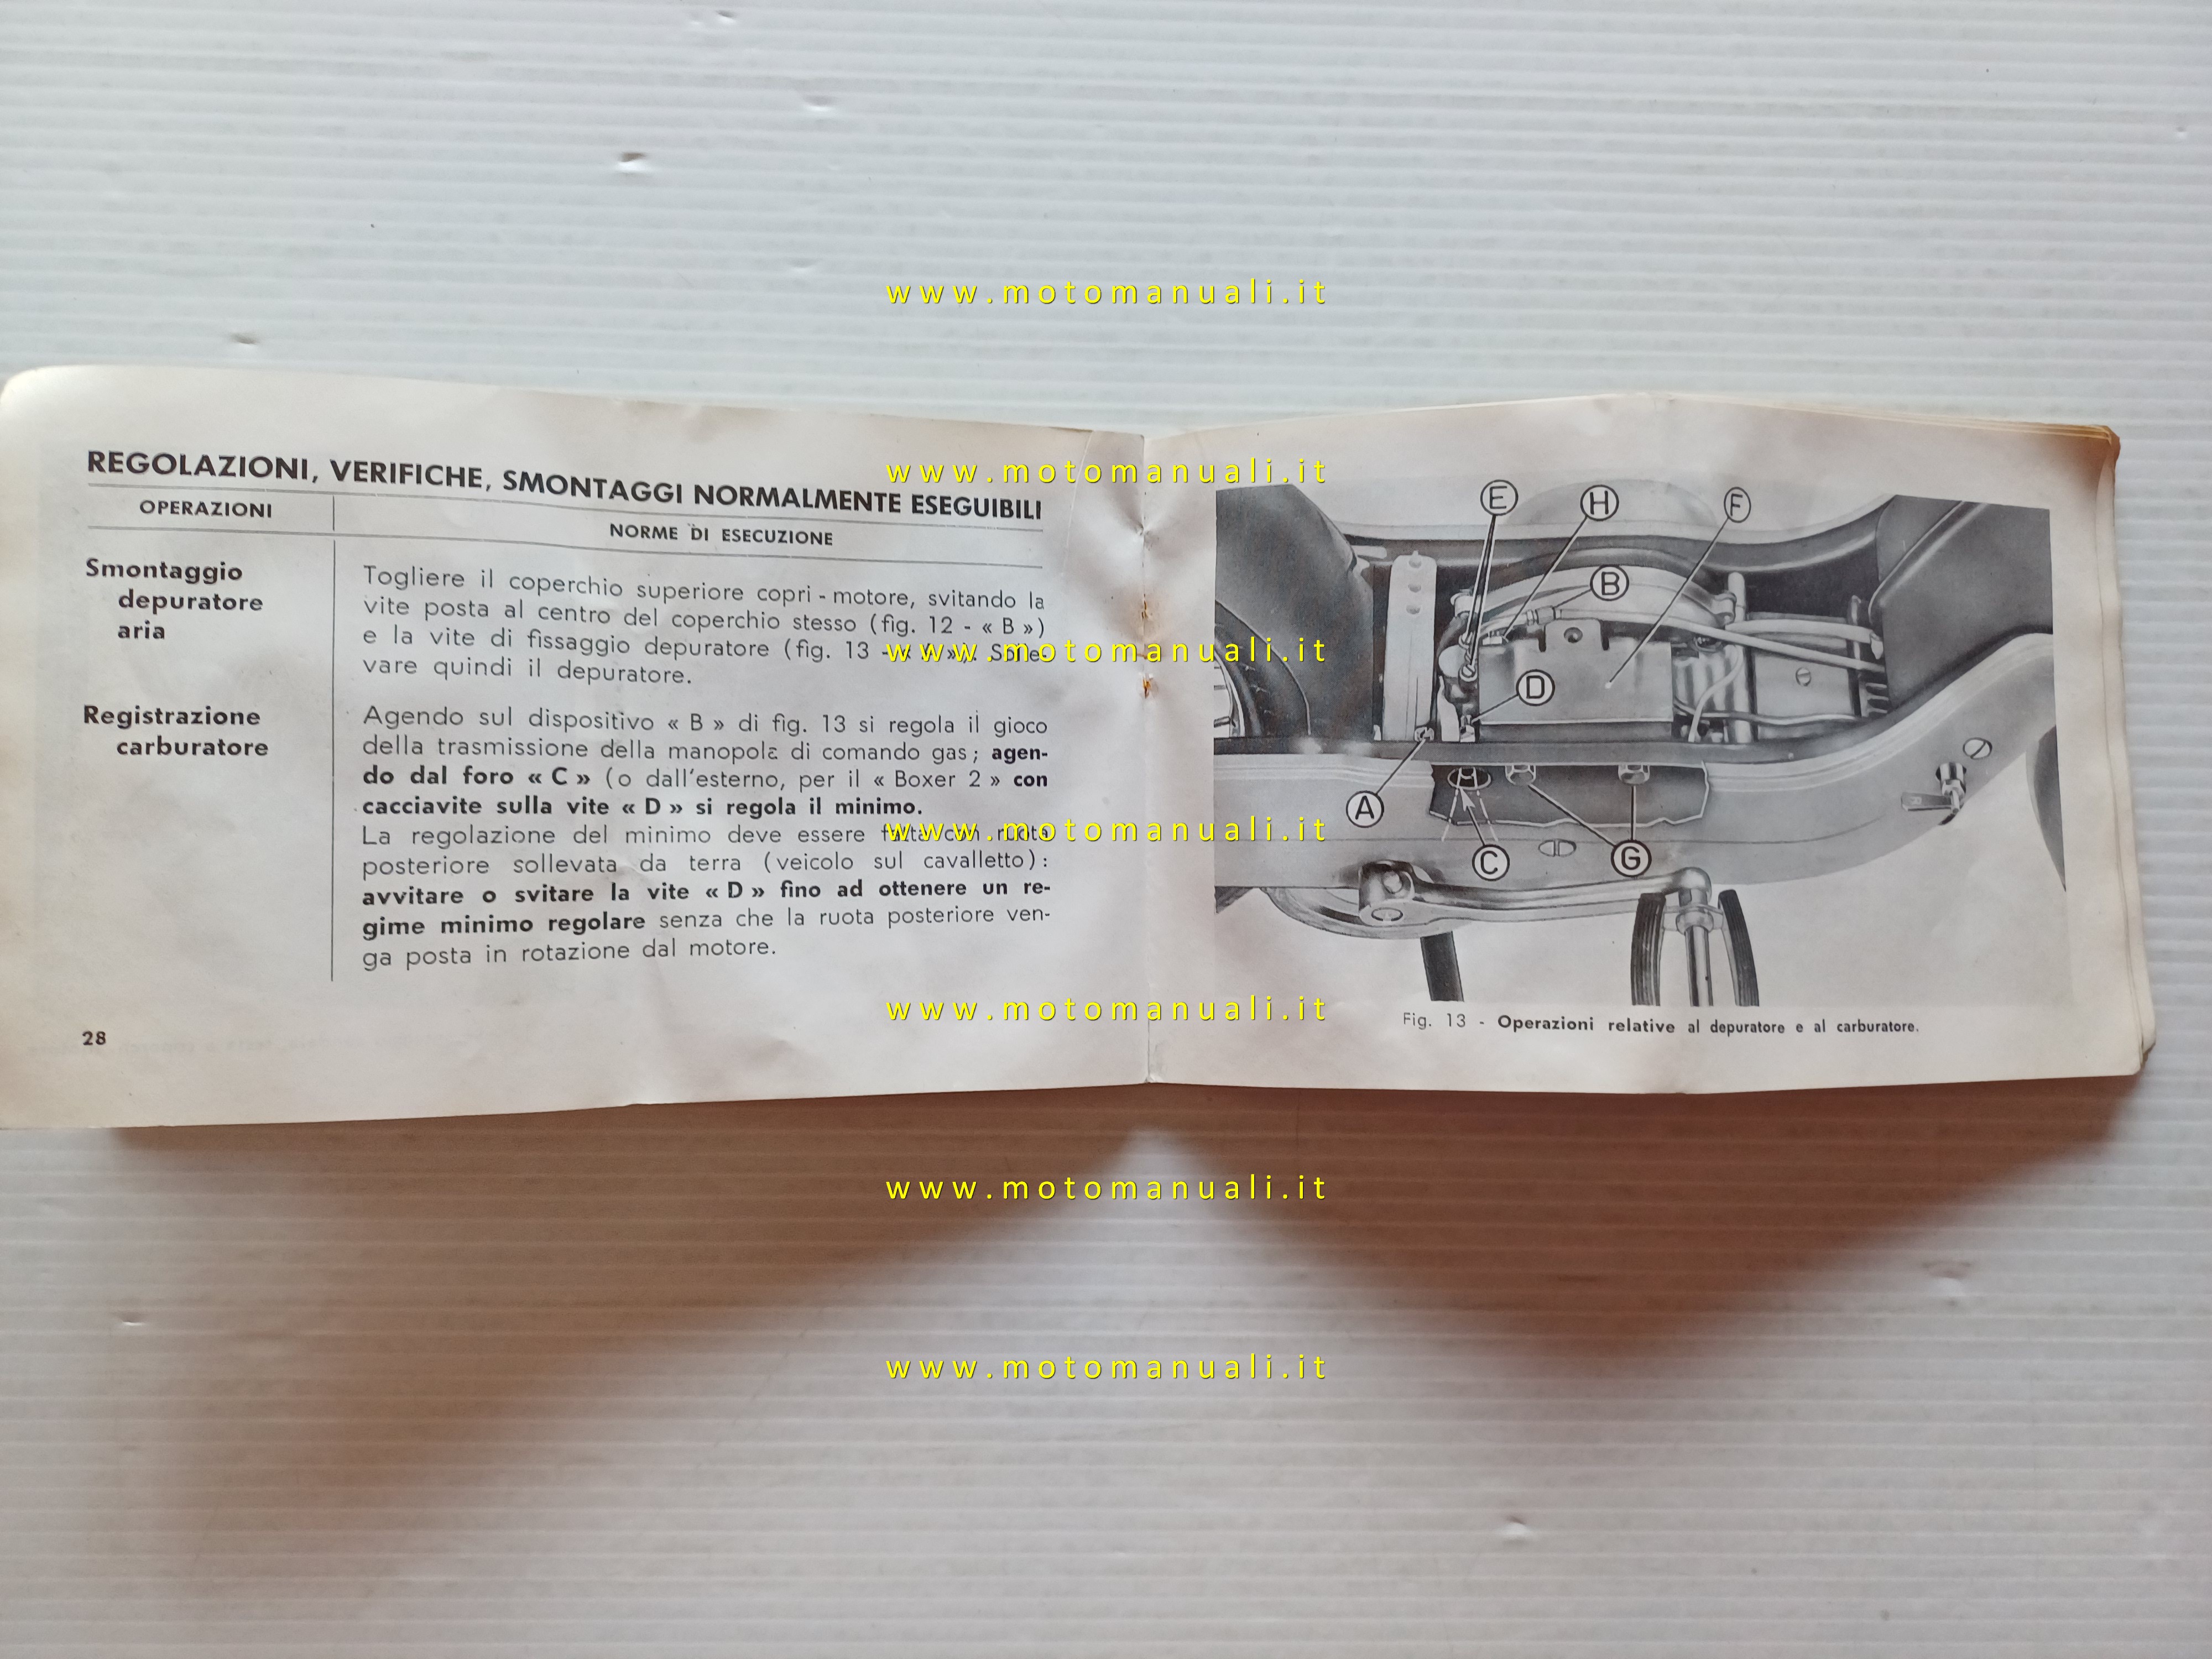 www.motomanuali.it
REGOLAZIONI, VERIFICHE, SMONTAGGI NORMALMENTE ESEGUIBILI
OPERAZIONI
NORME DI ESECUZIONE
Smontaggio
depuratore
aria
Togliere il coperchio superiore copri-motore, svitando la
vite posta al centro del coperchio stesso (fig. 12 - « B »)
e la vite di fissaggio depuratore (fig. 13 - Solle-
vare quindi il depuratore.
Registrazione
carburatore
Agendo sul dispositivo « B » di fig. 13 si regola il gioco
della trasmissione della manopola di comando gas; agen-
do dal foro « C » (o dall'esterno, per il « Boxer 2 » con
cacciavite sulla vite « D » si regola il minimo.
La regolazione del minimo deve essere fatta con ruota
posteriore sollevata da terra (veicolo sul cavalletto):
avvitare o svitare la vite « D » fino ad ottenere un re-
gime minimo regolare senza che la ruota posteriore ven-
ga posta in rotazione dal motore.
28
www.motomanuali.it
www.motomanuali.it
www.motomanuali.it
www.motomanuali.it
E
H
F
B
D
A
C
G
Fig. 13 - Operazioni relative al depuratore e al carburatore.
www.motomanuali.it
www.motomanuali.it